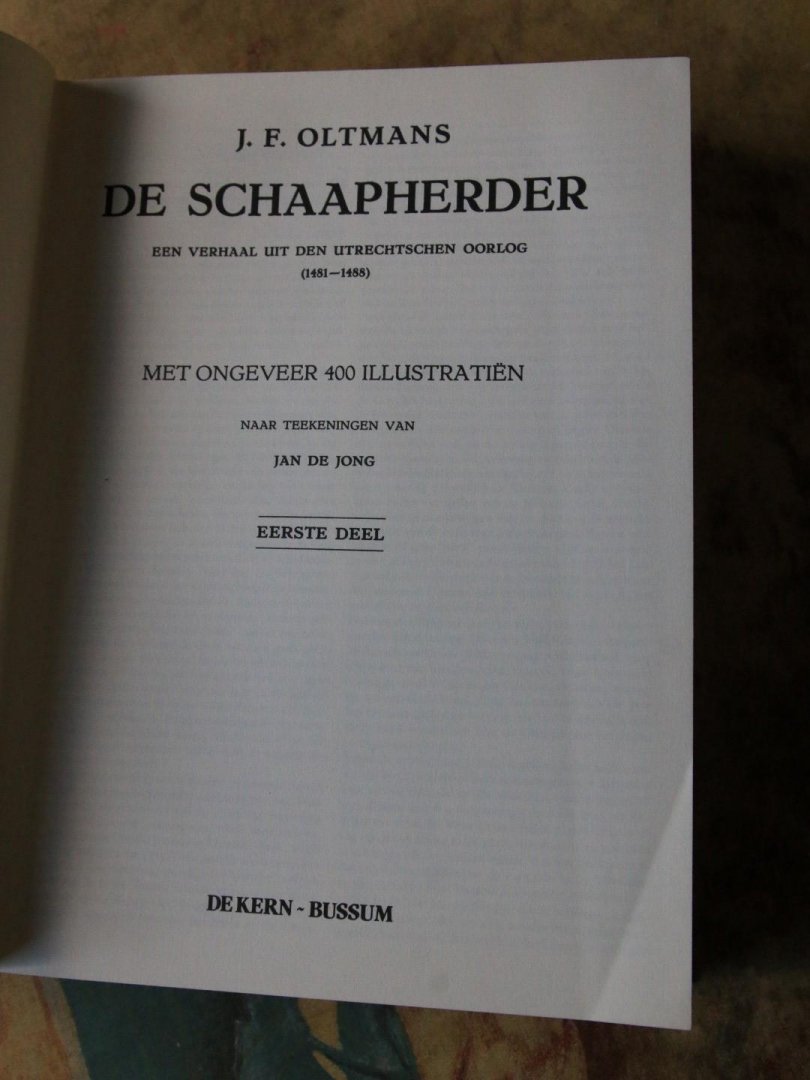 J. F. OLTMANS
DE SCHAAPHERDER
EEN VERHAAL UIT DEN UTRECHTSCHEN OORLOG
(1481—1488)
MET ONGEVEER 400 ILLUSTRATIËN
NAAR TEEKENINGEN VAN
JAN DE JONG
EERSTE DEEL
DE KERN ~ BUSSUM